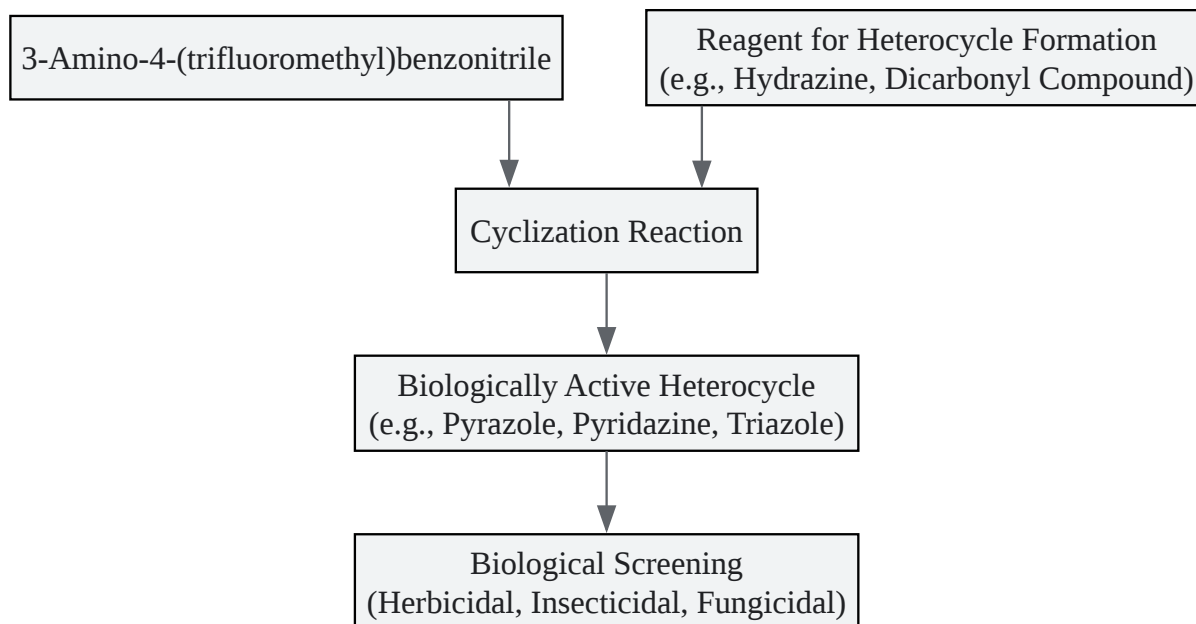 3-Amino-4-(trifluoromethyl)benzonitrile
Reagent for Heterocycle Formation
(e.g., Hydrazine, Dicarbonyl Compound)
Cyclization Reaction
Biologically Active Heterocycle
(e.g., Pyrazole, Pyridazine, Triazole)
Biological Screening
(Herbicidal, Insecticidal, Fungicidal)